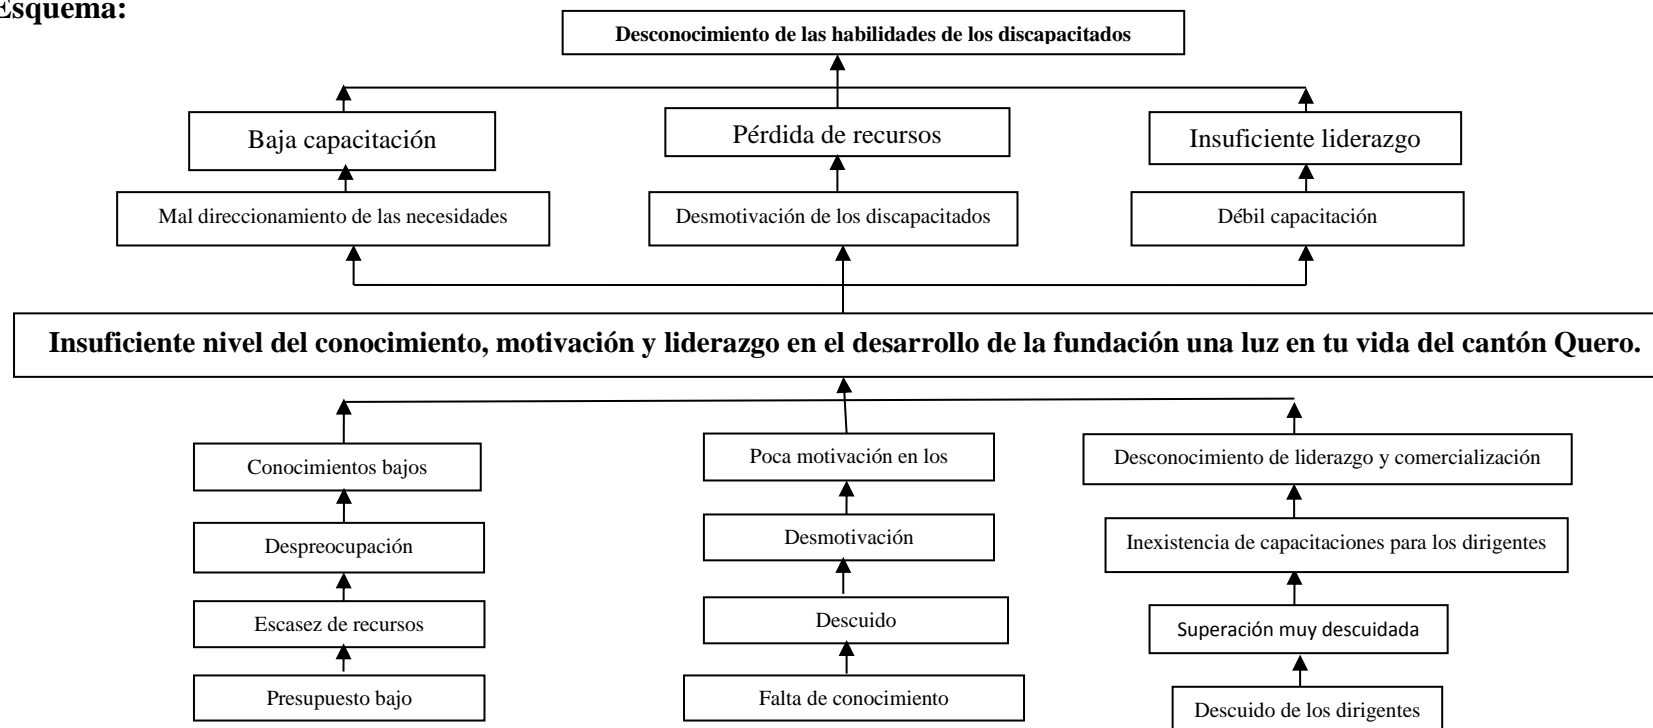 Esquema:
Desconocimiento de las habilidades de los discapacitados
Baja capacitación
Pérdida de recursos
Insuficiente liderazgo
Mal direccionamiento de las necesidades
Desmotivación de los discapacitados
Débil capacitación
Insuficiente nivel del conocimiento, motivación y liderazgo en el desarrollo de la fundación una luz en tu vida del cantón Quero.
Conocimientos bajos
Poca motivación en los
Desconocimiento de liderazgo y comercialización
Despreocupación
Desmotivación
Inexistencia de capacitaciones para los dirigentes
Escasez de recursos
Descuido
Superación muy descuidada
Presupuesto bajo
Falta de conocimiento
Descuido de los dirigentes